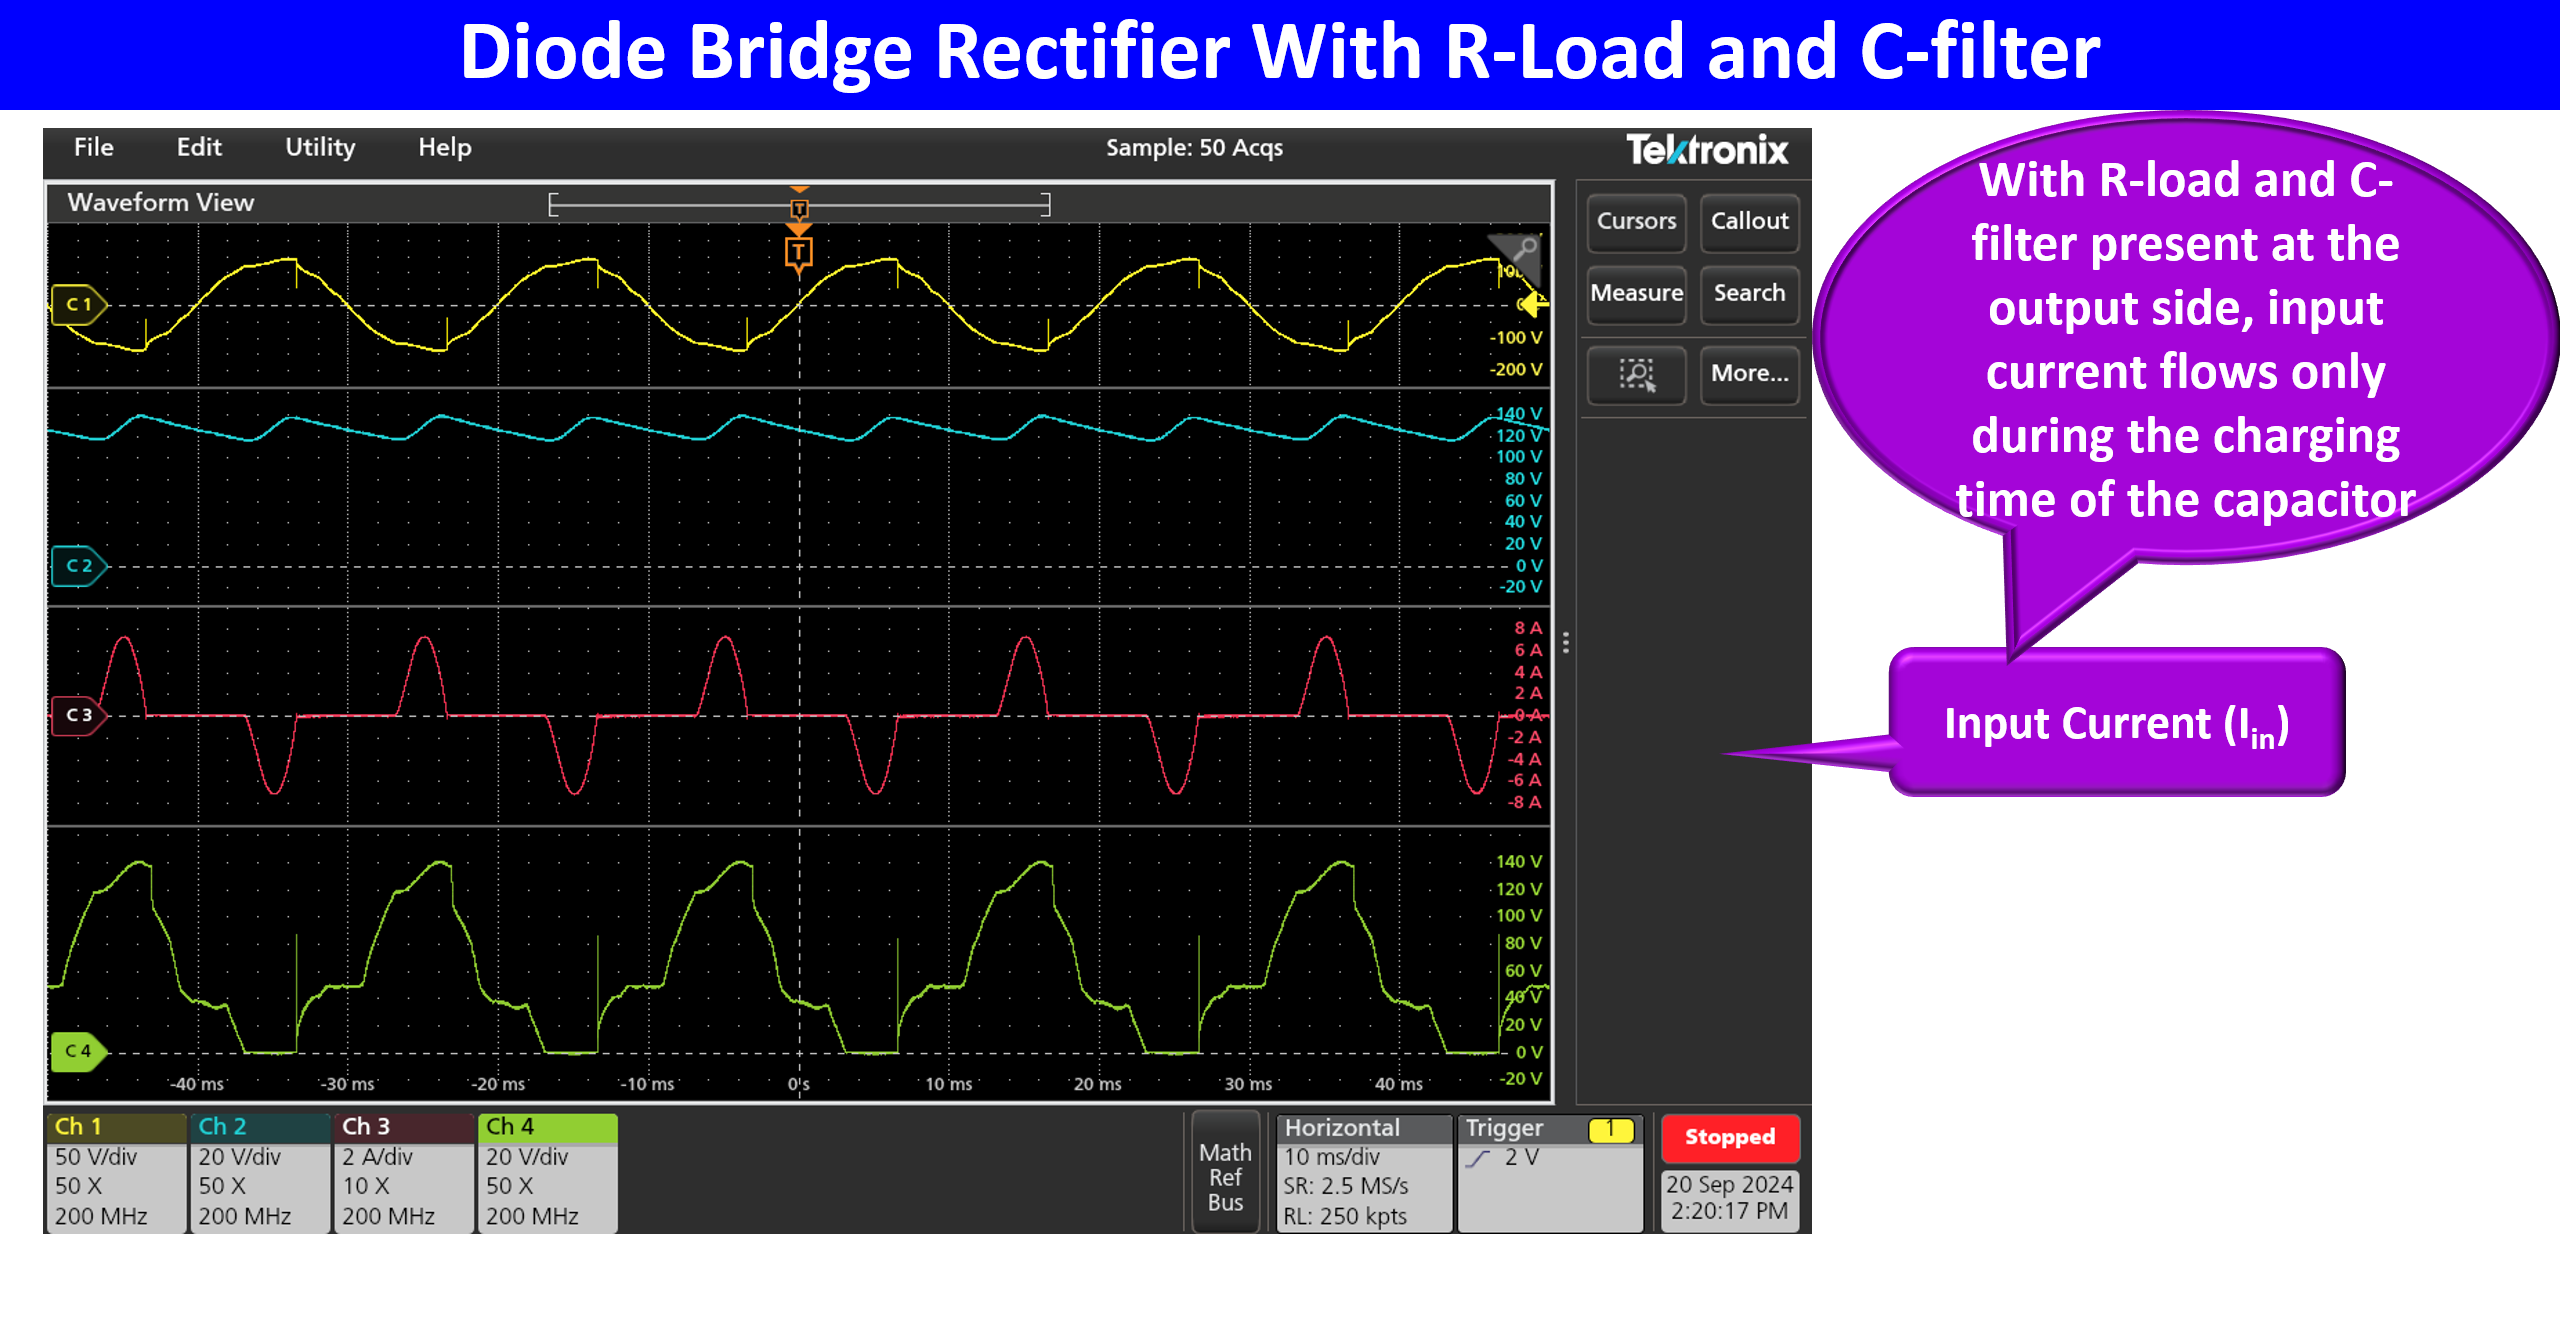 Diode Bridge Rectifier With R-Load and C-filter
File Edit Utility Help Sample: 50 Acqs Tektronix
Waveform View
T
T
Cursors Callout
Measure Search
More...
C 1
0
-100 V
-200 V
140 V
120 V
100 V
80 V
60 V
40 V
20 V
C 2
0 V
-20 V
8 A
6 A
4 A
2 A
C 3
0 A
-2 A
-4 A
-6 A
-8 A
140 V
120 V
100 V
80 V
60 V
40 V
20 V
C 4
0 V
-20 V
-40 ms -30 ms -20 ms -10 ms 0 s 10 ms 20 ms 30 ms 40 ms
Ch 1
50 V/div
50 X
200 MHz
Ch 2
20 V/div
50 X
200 MHz
Ch 3
2 A/div
10 X
200 MHz
Ch 4
20 V/div
50 X
200 MHz
Math
Ref
Bus
Horizontal
10 ms/div
SR: 2.5 MS/s
RL: 250 kpts
Trigger 1
2 V
Stopped
20 Sep 2024
2:20:17 PM
With R-load and C-
filter present at the
output side, input
current flows only
during the charging
time of the capacitor
Input Current (Iin)